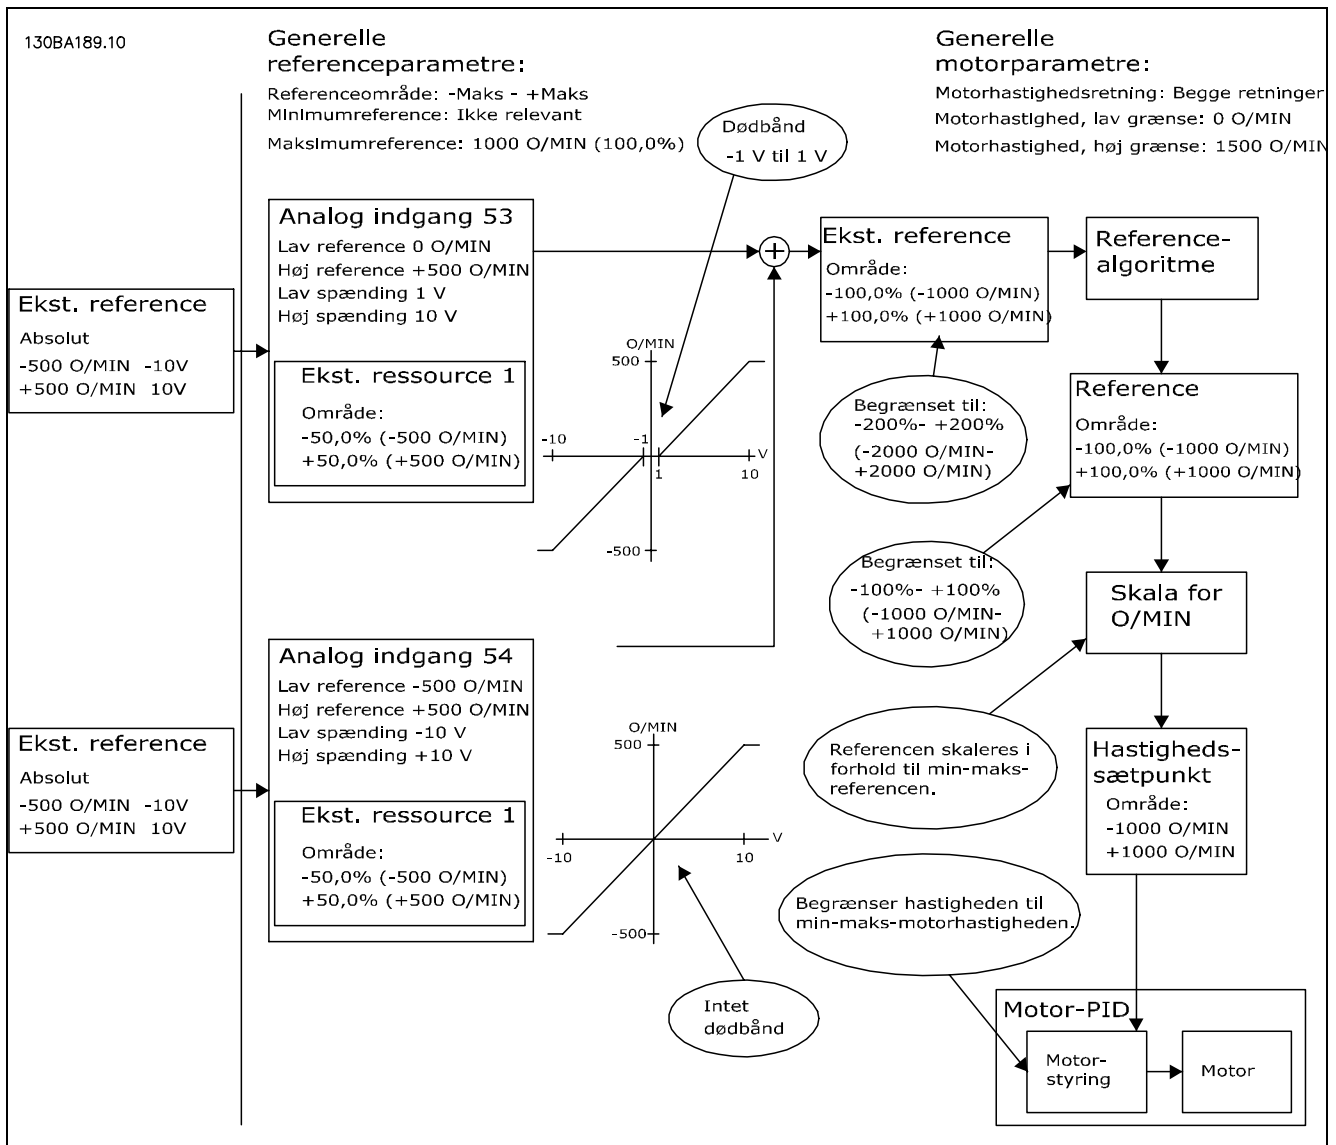 130BA189.10
Generelle
referenceparametre:
Referenceområde: -Maks - +Maks
Minimumreference: Ikke relevant
Maksimumreference: 1000 O/MIN (100,0%)
Generelle
motorparametre:
Motorhastighedsretning: Begge retninger
Motorhastighed, lav grænse: 0 O/MIN
Motorhastighed, høj grænse: 1500 O/MIN
Dødbånd
-1 V til 1 V
Ekst. reference
Absolut
-500 O/MIN -10V
+500 O/MIN 10V
Analog indgang 53
Lav reference 0 O/MIN
Høj reference +500 O/MIN
Lav spænding 1 V
Høj spænding 10 V
Ekst. ressource 1
Område:
-50,0% (-500 O/MIN)
+50,0% (+500 O/MIN)
O/MIN
500
-10
-1
V
1
10
-500
+
Ekst. reference
Område:
-100,0% (-1000 O/MIN)
+100,0% (+1000 O/MIN)
Reference-
algoritme
Begrænset til:
-200%- +200%
(-2000 O/MIN-
+2000 O/MIN)
Reference
Område:
-100,0% (-1000 O/MIN)
+100,0% (+1000 O/MIN)
Begrænset til:
-100%- +100%
(-1000 O/MIN-
+1000 O/MIN)
Skala for
O/MIN
Ekst. reference
Absolut
-500 O/MIN -10V
+500 O/MIN 10V
Analog indgang 54
Lav reference -500 O/MIN
Høj reference +500 O/MIN
Lav spænding -10 V
Høj spænding +10 V
Ekst. ressource 1
Område:
-50,0% (-500 O/MIN)
+50,0% (+500 O/MIN)
O/MIN
500
V
-10
10
-500
Intet
dødbånd
Referencen skaleres i
forhold til min-maks-
referencen.
Hastigheds-
sætpunkt
Område:
-1000 O/MIN
+1000 O/MIN
Begrænser hastigheden til
min-maks-motorhastigheden.
Motor-PID
Motor-
styring
Motor